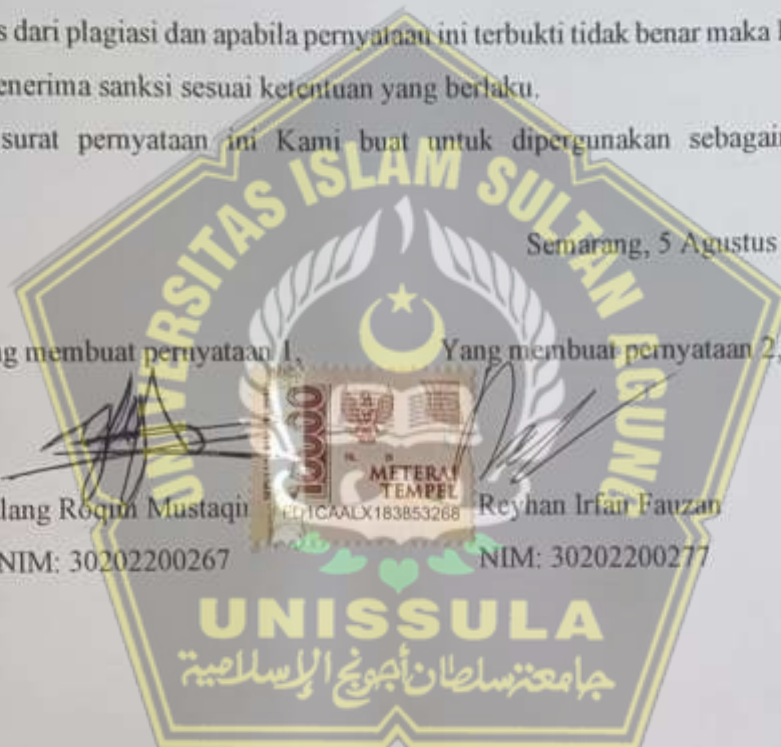 s dari plagiasi dan apabila pernyataan ini terbukti tidak benar maka
enerima sanksi sesuai ketentuan yang berlaku.
surat pernyataan ini Kami buat untuk dipergunakan sebagai
Semarang, 5 Agustus
g membuat pernyataan 1, Yang membuat pernyataan 2,
10000
METERAI
TEMPEL
lang Roqim Mustaqi Reyhan Irfan Fauzan
NIM: 30202200267 NIM: 30202200277
UNIVERSITAS ISLAM SULTAN AGUNG
UNISSULA
جامعة سلطان أجونج الإسلامية